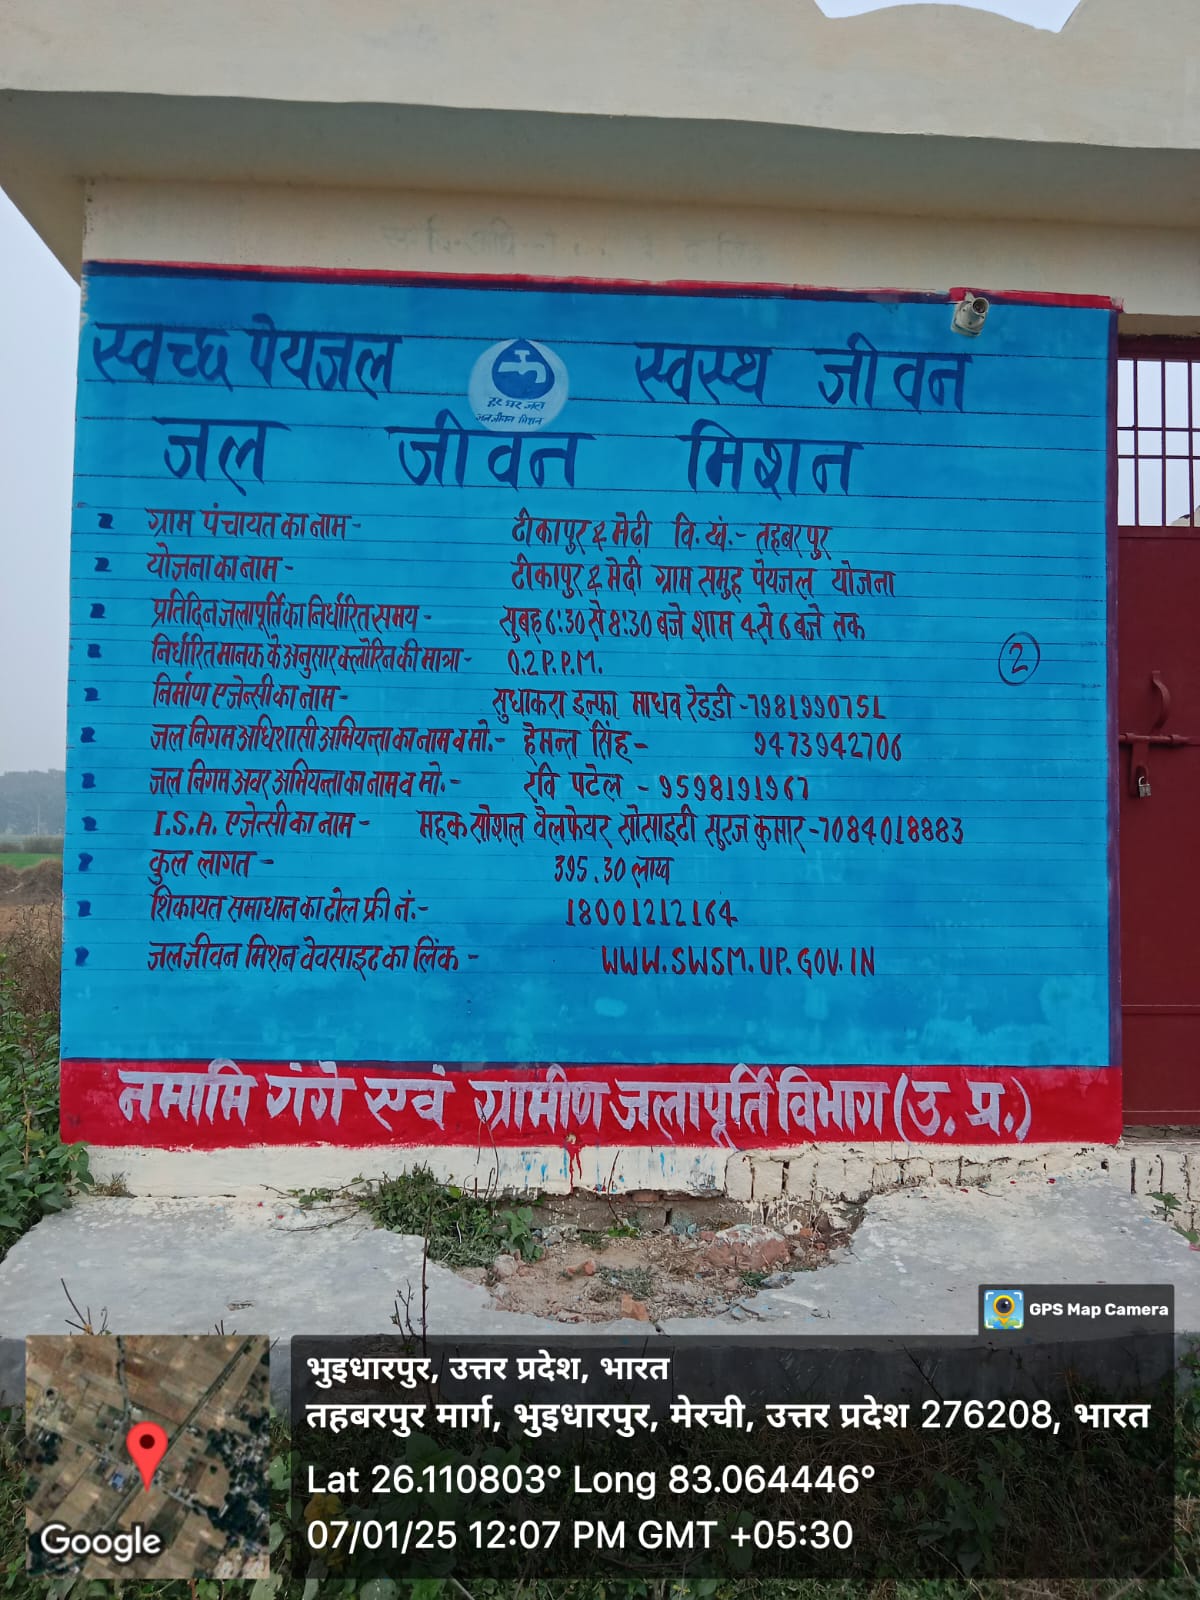 स्वच्छ पेयजल स्वस्थ जीवन
हर घर जल
जल जीवन मिशन
जल जीवन मिशन
ग्राम पंचायत का नाम- टीकापुर & मेदी वि.खं.- तहबरपुर
योजना का नाम- टीकापुर & मेदी ग्राम समुह पेयजल योजना
प्रतिदिन जलापूर्ति का निर्धारित समय- सुबह 6:30 से 8:30 बजे शाम 4 से 6 बजे तक
निर्धारित मानक के अनुसार क्लोरिन की मात्रा- 0.2 P.P.M.
2
निर्माण एजेन्सी का नाम- सुधाकरा इन्फ्रा माधव रेड्डी -7981990751
जल निगम अधिशासी अभियन्ता का नाम व मो.- हेमन्त सिंह- 9473942706
जल निगम अवर अभियन्ता का नाम व मो.- रवि पटेल - 9598191967
I.S.A. एजेन्सी का नाम- महक सोशल वेलफेयर सोसाइटी सुरज कुमार -7084018883
कुल लागत - 395.30 लाख
शिकायत समाधान का टोल फ्री नं.- 18001212164
जल जीवन मिशन वेवसाइट का लिंक - WWW.SWSM.UP.GOV.IN
नमामि गंगे एवं ग्रामीण जलापूर्ति विभाग (उ.प्र.)
GPS Map Camera
भुइधारपुर, उत्तर प्रदेश, भारत
तहबरपुर मार्ग, भुइधारपुर, मेरची, उत्तर प्रदेश 276208, भारत
Lat 26.110803° Long 83.064446°
07/01/25 12:07 PM GMT +05:30
Google